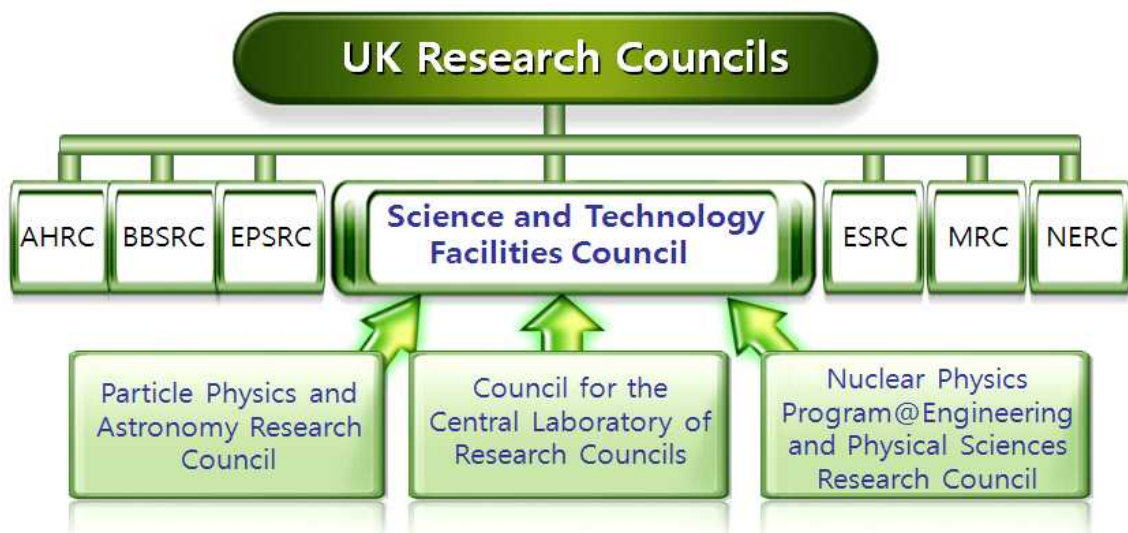 UK Research Councils
AHRC
BBSRC
EPSRC
Science and Technology
Facilities Council
ESRC
MRC
NERC
Particle Physics and
Astronomy Research
Council
Council for the
Central Laboratory of
Research Councils
Nuclear Physics
Program@Engineering
and Physical Sciences
Research Council